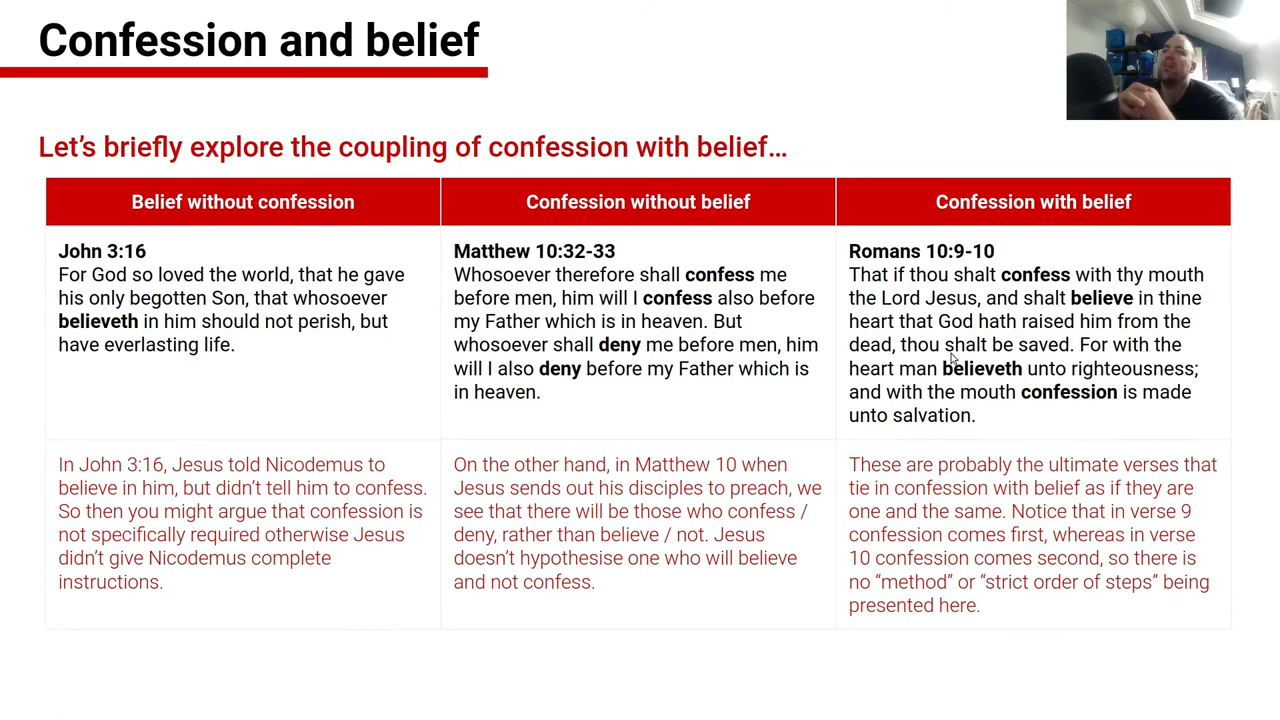 Confession and belief
Let’s briefly explore the coupling of confession with belief…
Belief without confession
Confession without belief
Confession with belief
John 3:16
For God so loved the world, that he gave
his only begotten Son, that whosoever
believeth in him should not perish, but
have everlasting life.
Matthew 10:32-33
Whosoever therefore shall confess me
before men, him will I confess also before
my Father which is in heaven. But
whosoever shall deny me before men, him
will I also deny before my Father which is
in heaven.
Romans 10:9-10
That if thou shalt confess with thy mouth
the Lord Jesus, and shalt believe in thine
heart that God hath raised him from the
dead, thou shalt be saved. For with the
heart man believeth unto righteousness;
and with the mouth confession is made
unto salvation.
In John 3:16, Jesus told Nicodemus to
believe in him, but didn’t tell him to confess.
So then you might argue that confession is
not specifically required otherwise Jesus
didn’t give Nicodemus complete
instructions.
On the other hand, in Matthew 10 when
Jesus sends out his disciples to preach, we
see that there will be those who confess /
deny, rather than believe / not. Jesus
doesn’t hypothesise one who will believe
and not confess.
These are probably the ultimate verses that
tie in confession with belief as if they are
one and the same. Notice that in verse 9
confession comes first, whereas in verse
10 confession comes second, so there is
no “method” or “strict order of steps” being
presented here.